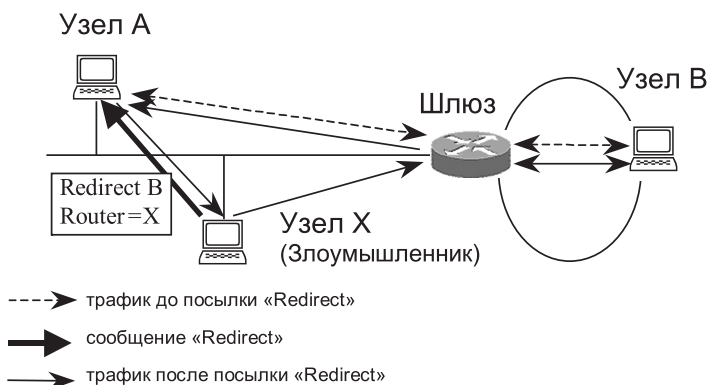 Узел A
Узел B
Шлюз
Redirect B
Router=X
Узел X
(Злоумышленник)
трафик до посылки «Redirect»
сообщение «Redirect»
трафик после посылки «Redirect»